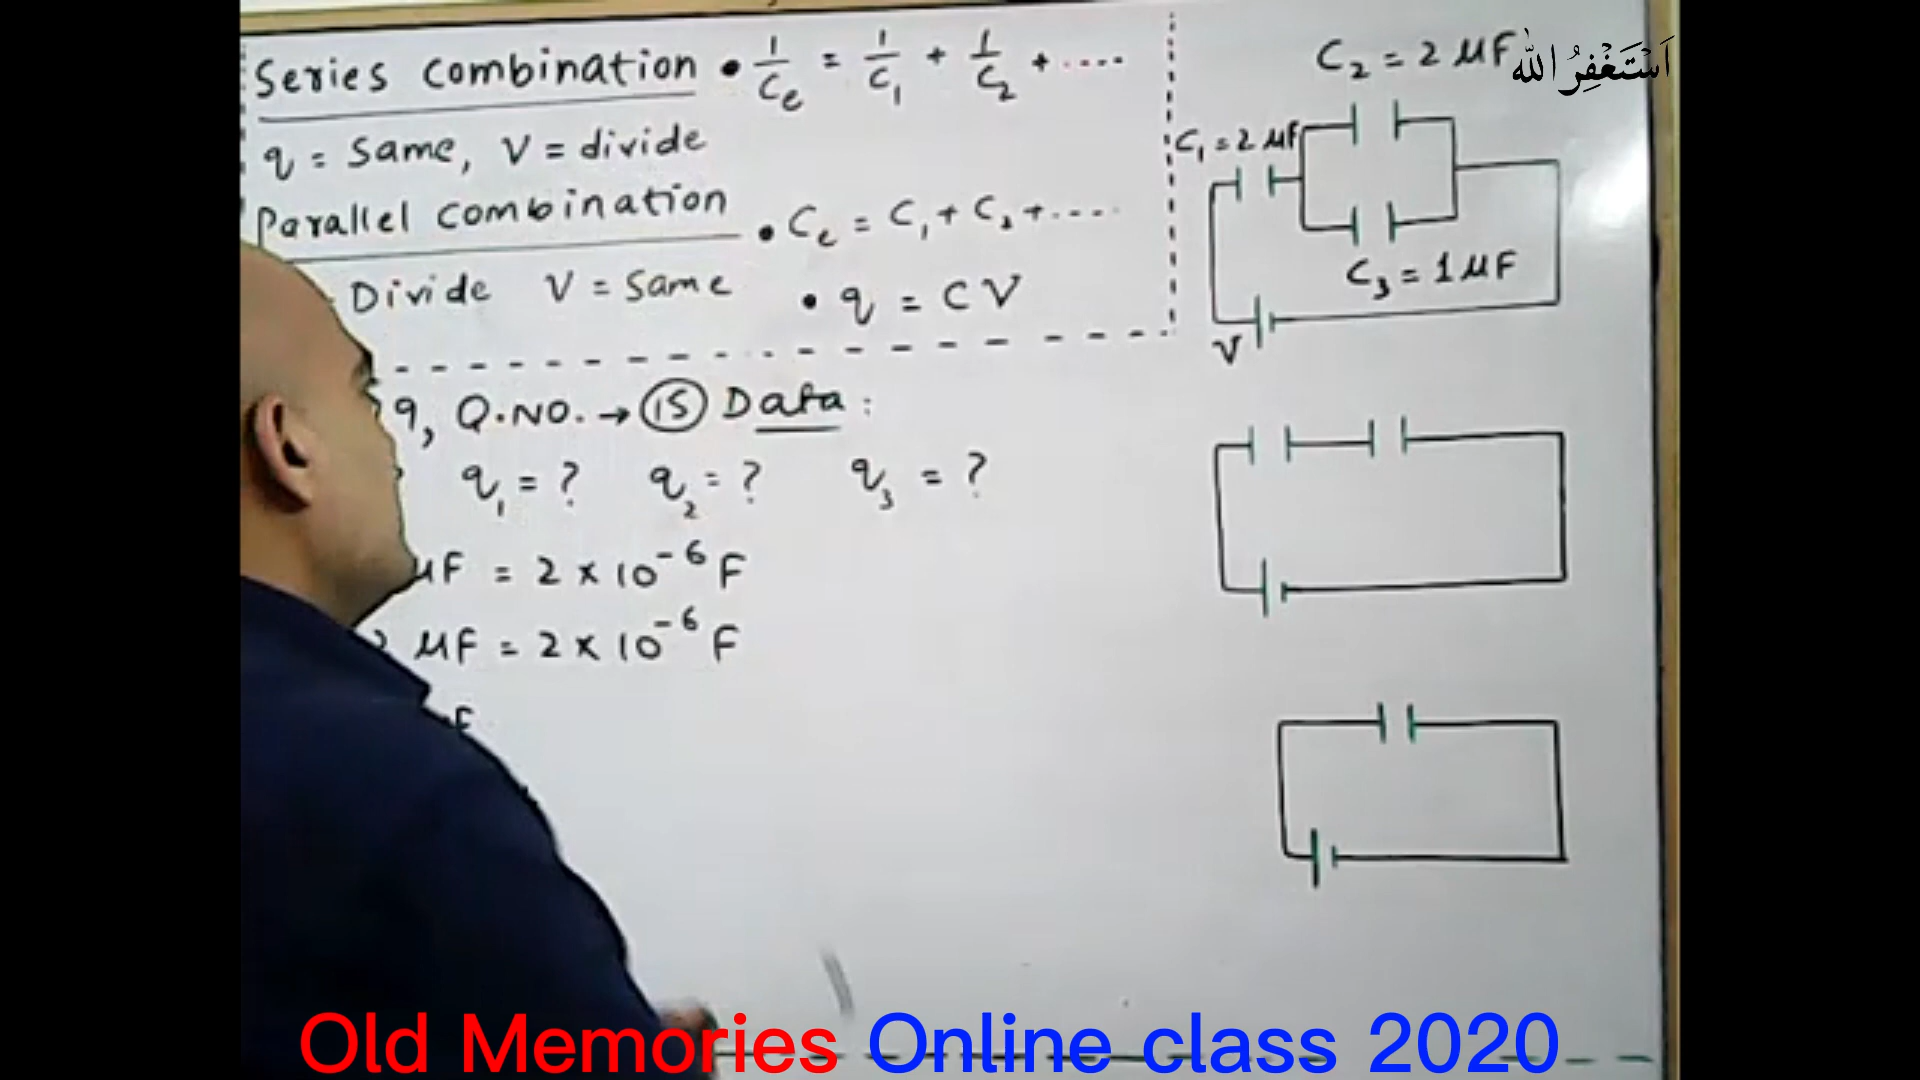 Series Combination • 1/Ce = 1/C1 + 1/C2 + ....
q = Same, V = divide
Parallel Combination • Ce = C1 + C2 + ....
Divide V = Same • q = CV
9, Q.NO. → 15 Data:
q1 = ? q2 = ? q3 = ?
μF = 2 × 10^-6 F
2 μF = 2 × 10^-6 F
F
C2 = 2 μF
أَسْتَغْفِرُ اللّٰه
C1 = 2 μF
C3 = 1 μF
V
Old Memories Online class 2020